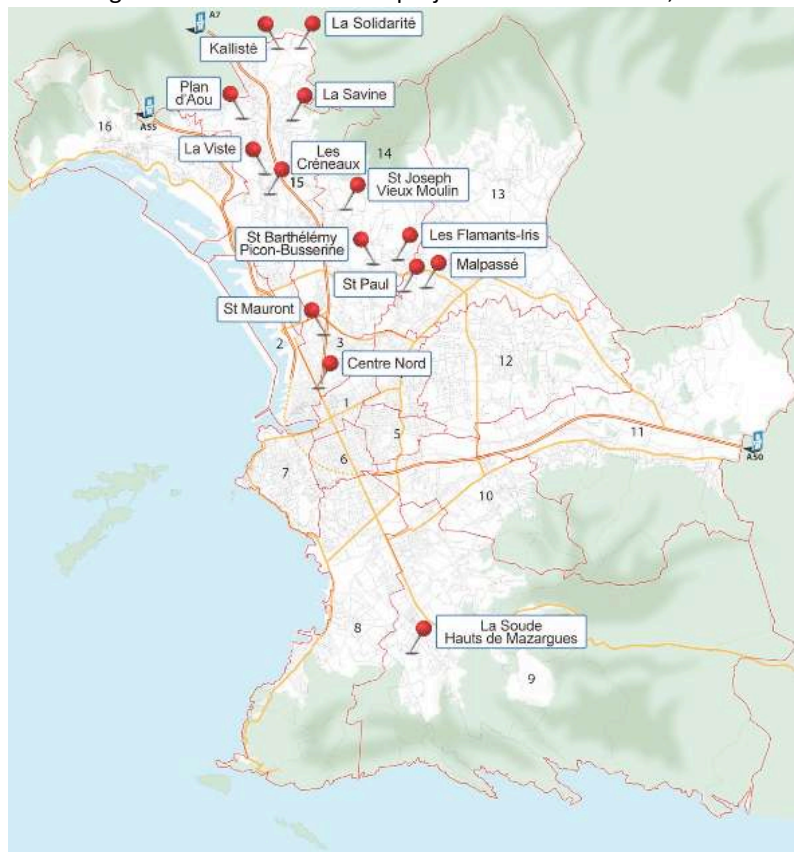 A7
La Solidarité
Kallisté
Plan
d'Aou
La Savine
A55
16
La Viste
Les
Créneaux
14
15
St Joseph
Vieux Moulin
13
St Barthélémy
Picon-Busserine
Les Flamants-Iris
St Paul
Malpassé
St Mauront
2
3
12
Centre Nord
1
11
5
A50
7
6
10
8
La Soude
Hauts de Mazargues
9